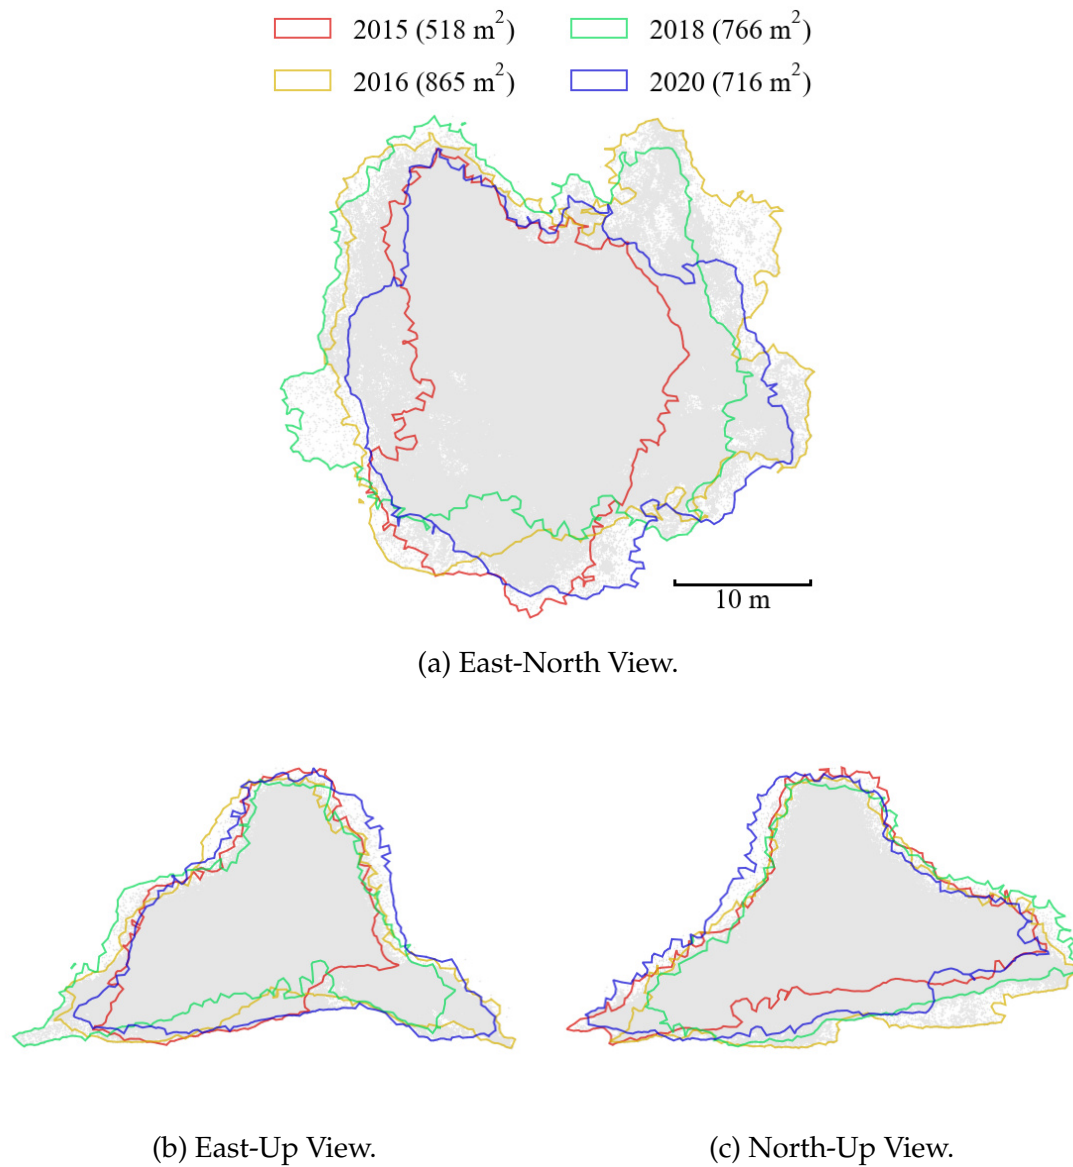 2015 (518 m²) 2018 (766 m²)
2016 (865 m²) 2020 (716 m²)
10 m
(a) East-North View.
(b) East-Up View. (c) North-Up View.